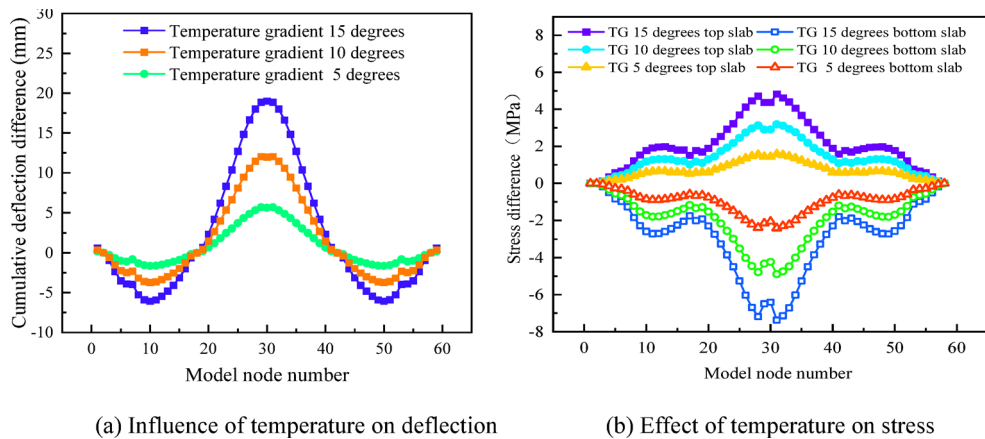 30
25
20
15
10
5
0
-5
-10
Cumulative deflection difference (mm)
Temperature gradient 15 degrees
Temperature gradient 10 degrees
Temperature gradient 5 degrees
0 10 20 30 40 50 60
Model node number
(a) Influence of temperature on deflection
8
6
4
2
0
-2
-4
-6
-8
Stress difference (MPa)
TG 15 degrees top slab TG 15 degrees bottom slab
TG 10 degrees top slab TG 10 degrees bottom slab
TG 5 degrees top slab TG 5 degrees bottom slab
0 10 20 30 40 50 60
Model node number
(b) Effect of temperature on stress